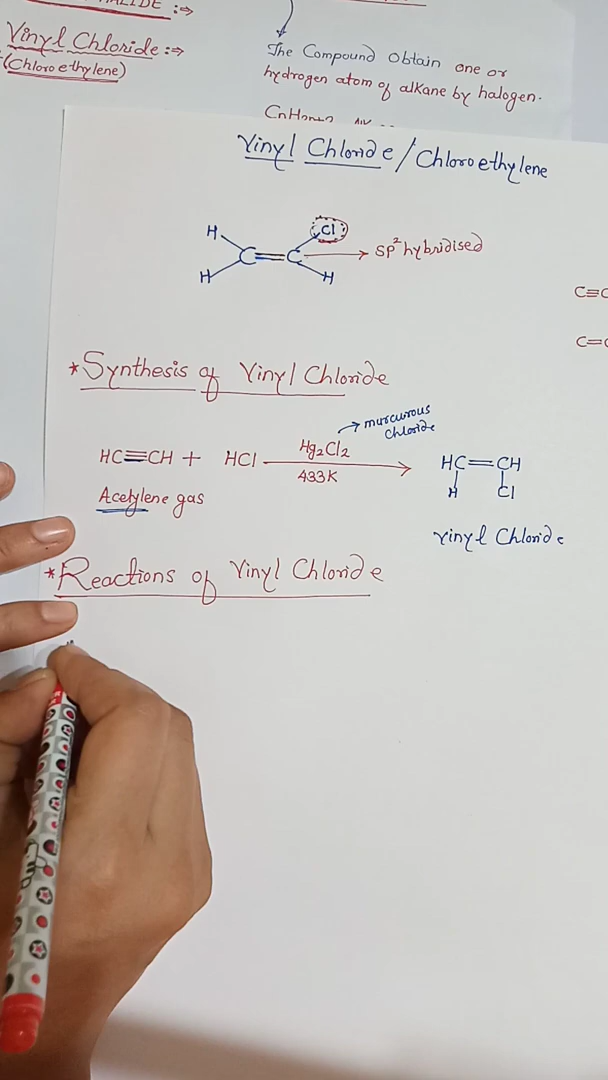 HALIDE :⇒
Vinyl Chloride :⇒
(Chloroethylene)
The Compound Obtain one or
hydrogen atom of alkane by halogen.
Vinyl Chloride / Chloroethylene
H Cl
C=C → SP² hybridised
H H
C≡C
C=C
*Synthesis of Vinyl Chloride
→ murcurous
chloride
HC≡CH + HCl Hg₂Cl₂ → HC=CH
433K
H Cl
Acetylene gas
Vinyl Chloride
*Reactions of Vinyl Chloride